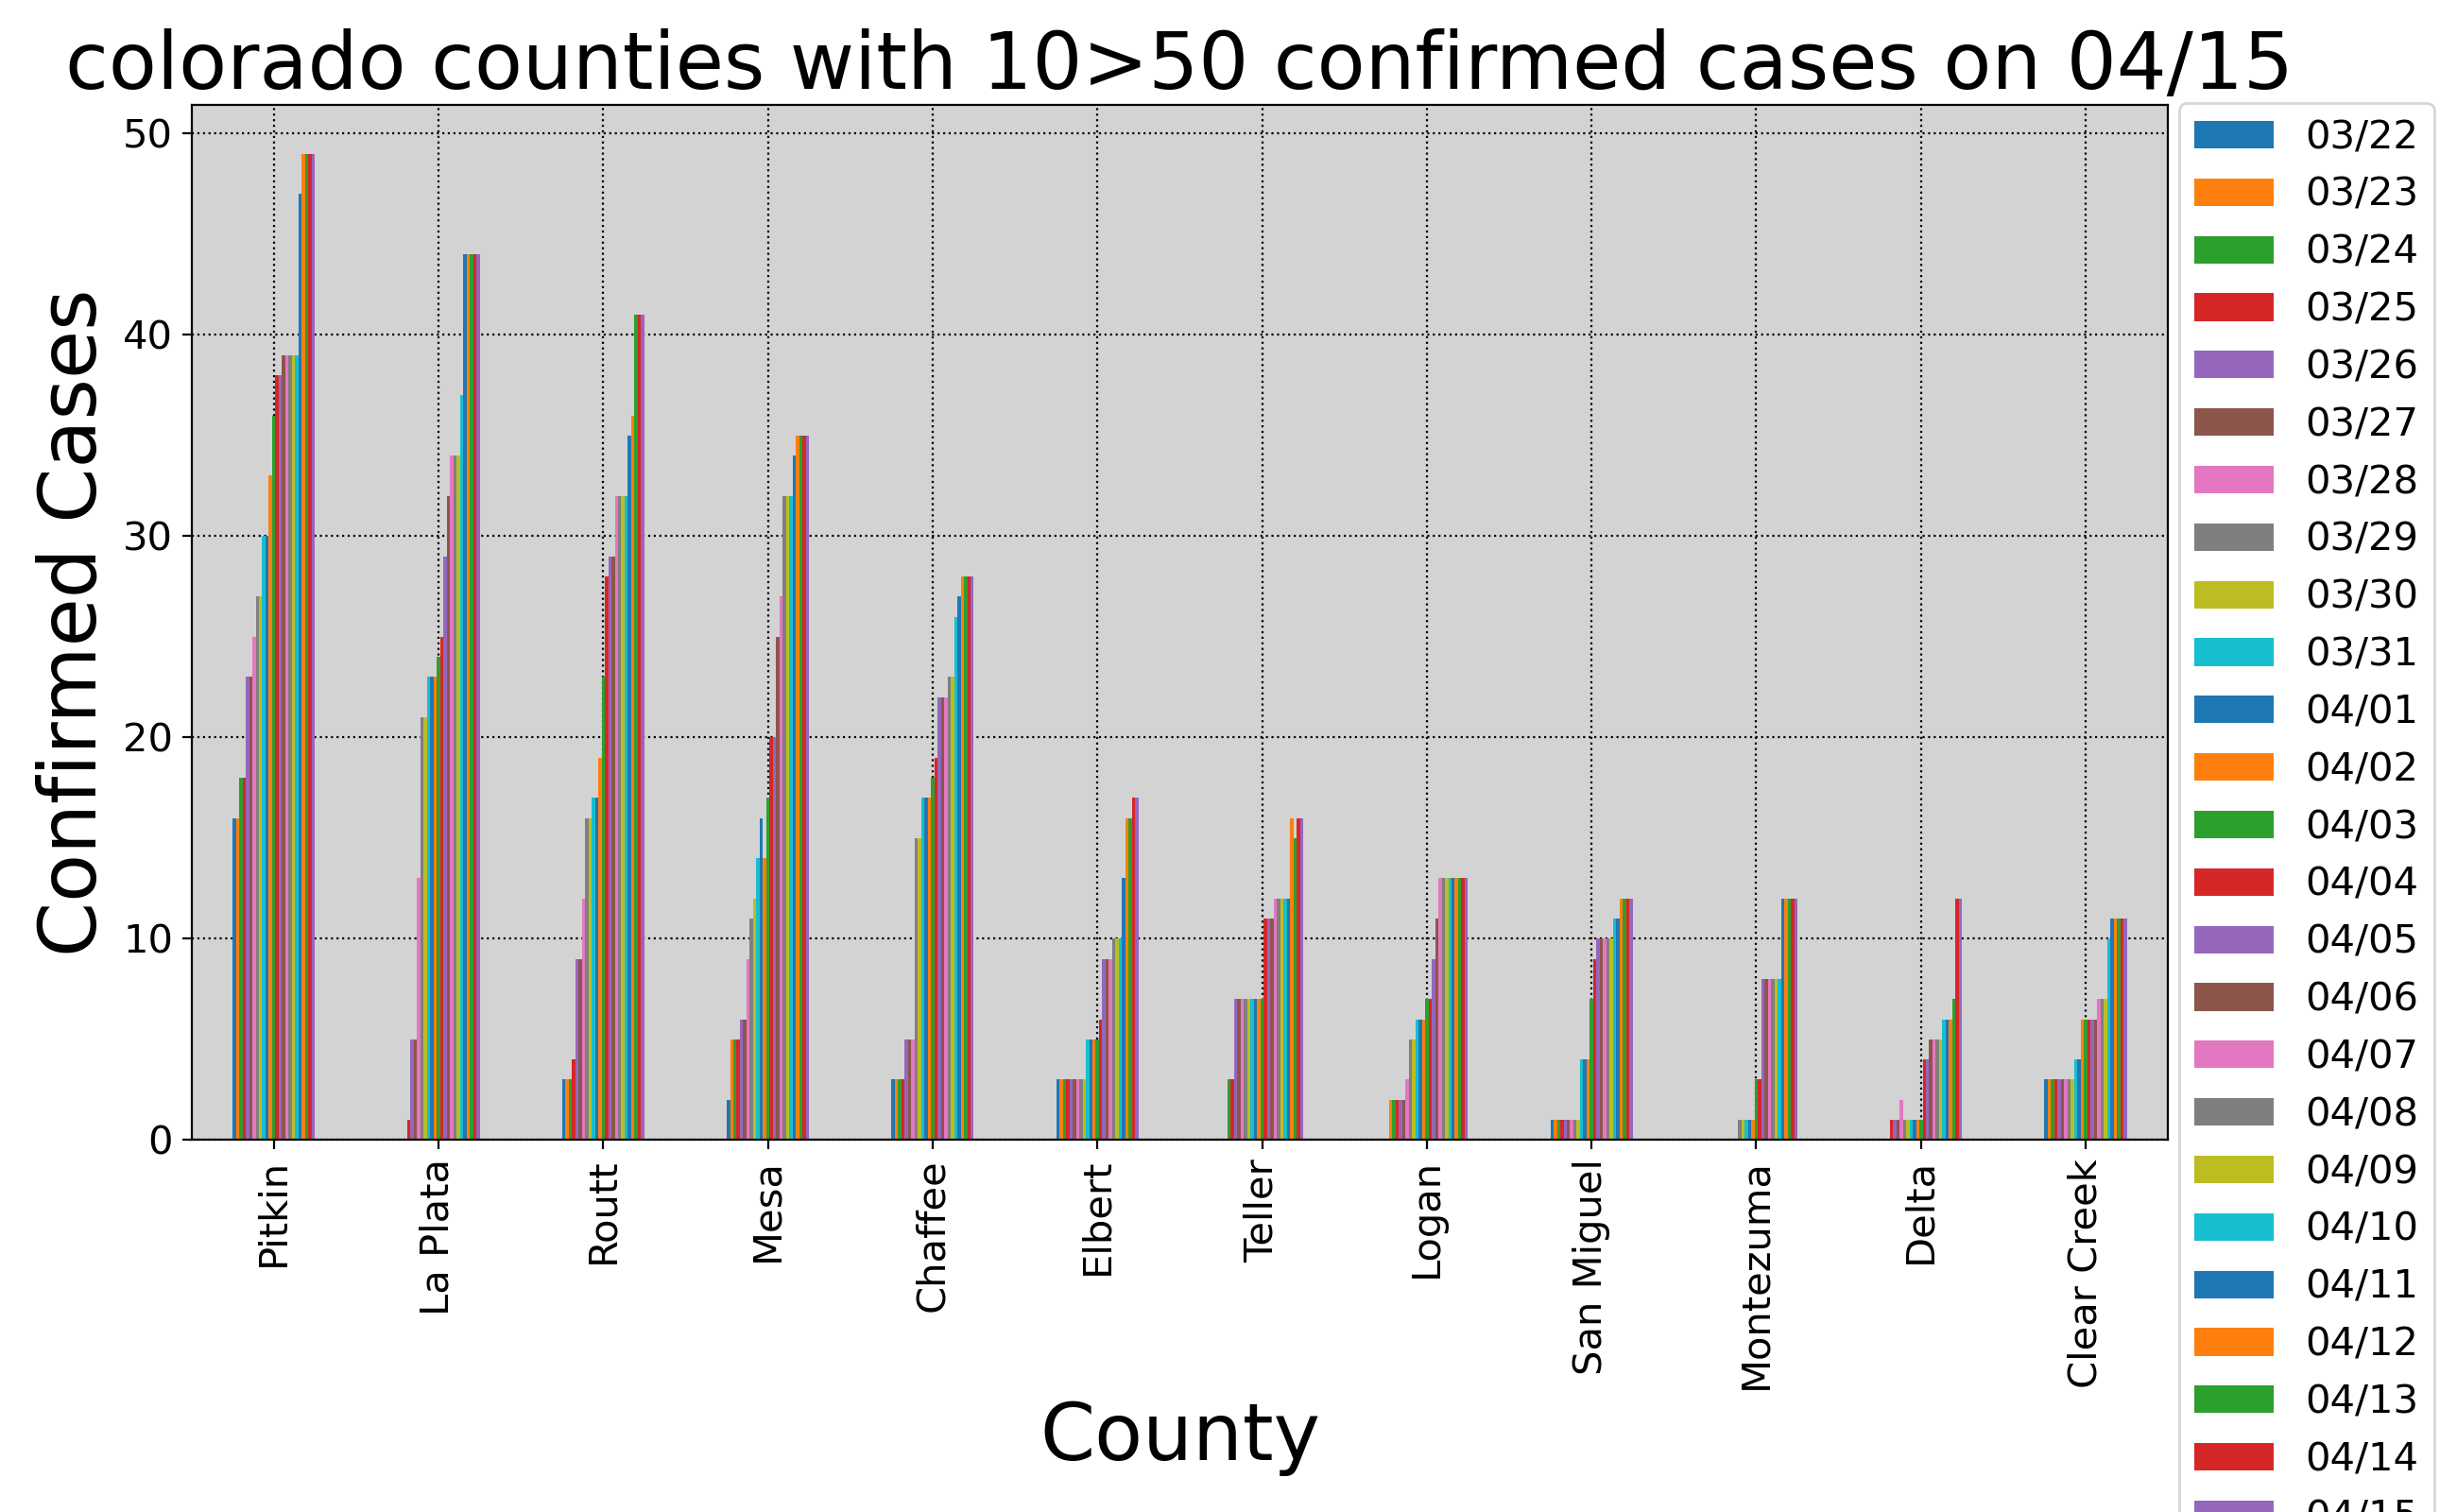 colorado counties with 10>50 confirmed cases on 04/15
Confirmed Cases
50
40
30
20
10
0
Pitkin
La Plata
Routt
Mesa
Chaffee
Elbert
Teller
Logan
San Miguel
Montezuma
Delta
Clear Creek
County
03/22
03/23
03/24
03/25
03/26
03/27
03/28
03/29
03/30
03/31
04/01
04/02
04/03
04/04
04/05
04/06
04/07
04/08
04/09
04/10
04/11
04/12
04/13
04/14
04/15